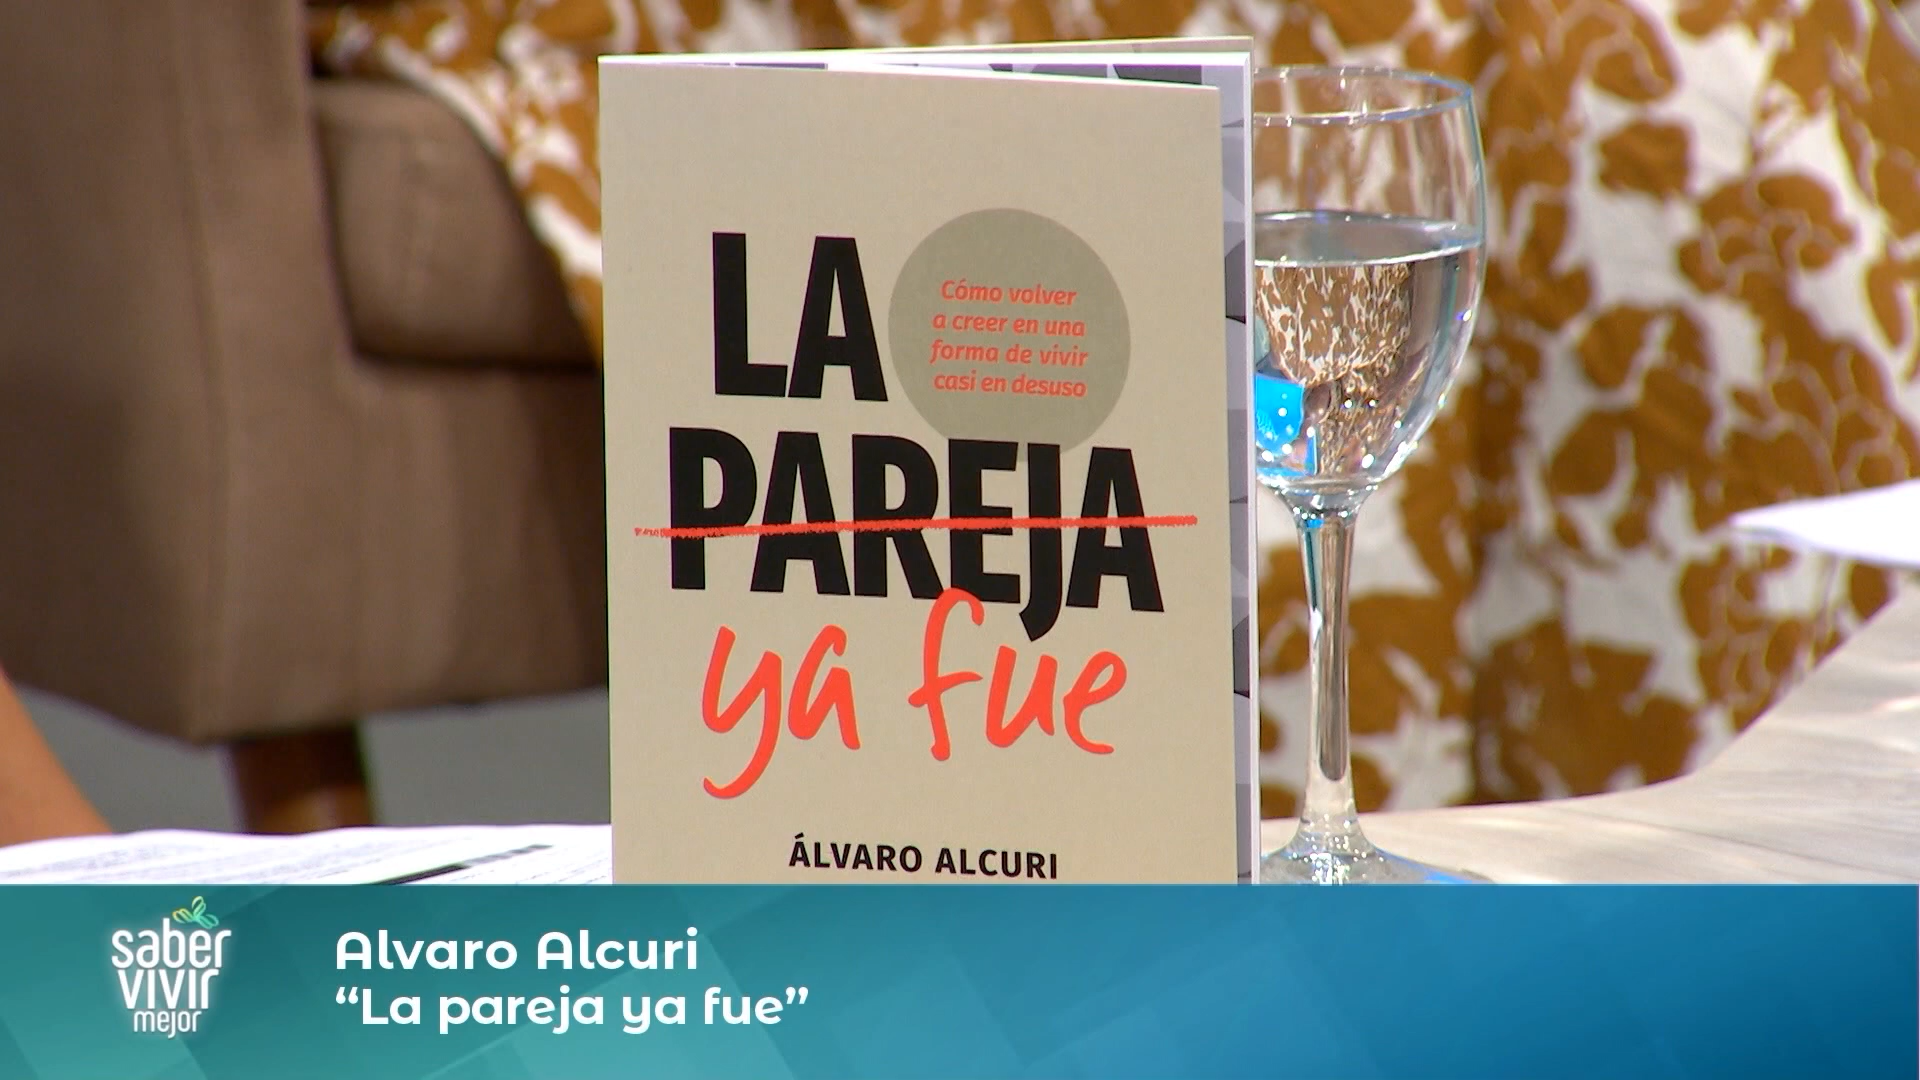 LA
Cómo volver
a creer en una
forma de vivir
casi en desuso
PAREJA
ya fue
ÁLVARO ALCURI
saber
vivir
mejor
Alvaro Alcuri
“La pareja ya fue”